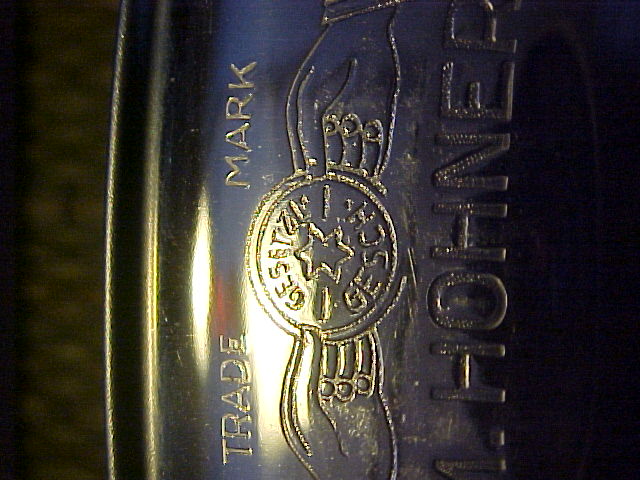 TRADE MARK
GESETZL.
GESCH.
M. HOHNER